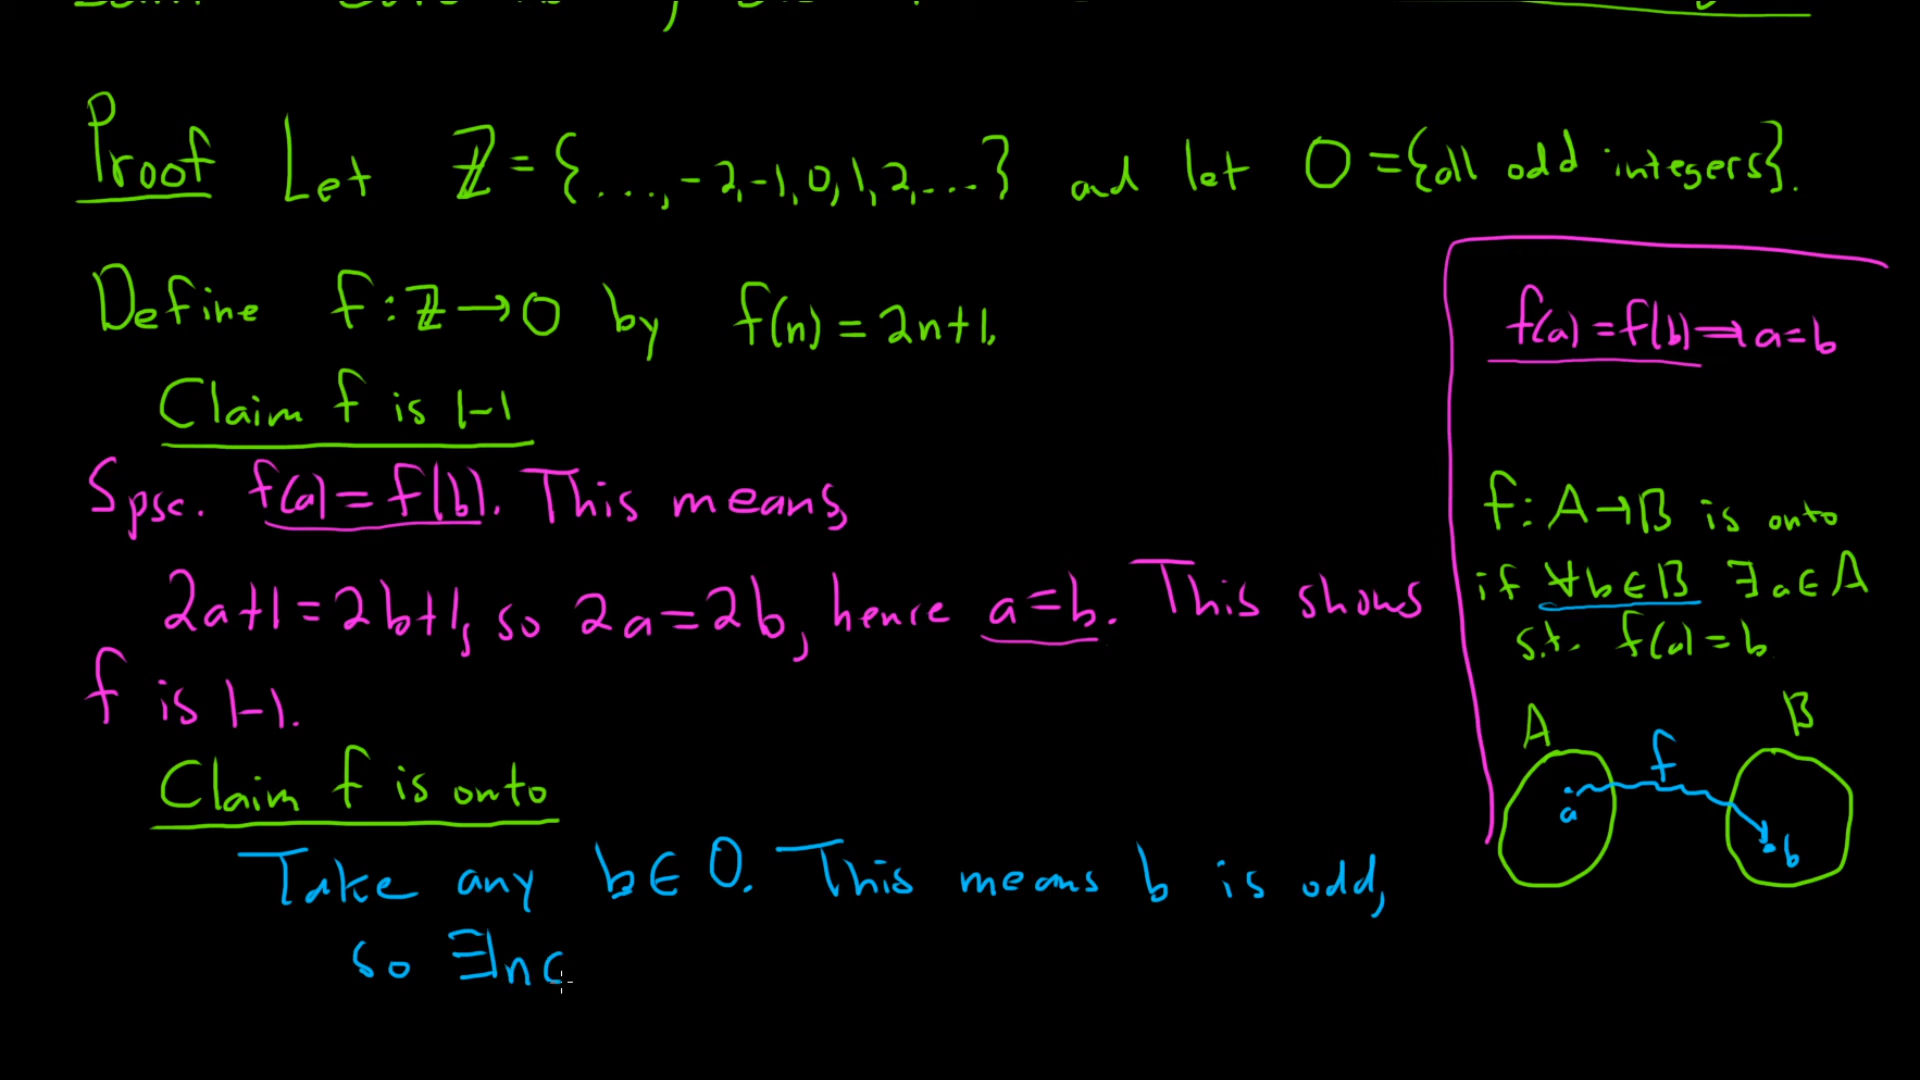 Proof Let ℤ = {..., -2, -1, 0, 1, 2, ...} and let O = {all odd integers}.
Define f : ℤ → O by f(n) = 2n+1.
Claim f is 1-1
Spse. f(a) = f(b). This means,
2a+1 = 2b+1, so 2a = 2b, hence a = b. This shows
f is 1-1.
Claim f is onto
Take any b ∈ O. This means b is odd,
so ∃ n
f(a) = f(b) ⇒ a = b
f : A → B is onto
if ∀ b ∈ B ∃ a ∈ A
s.t. f(a) = b
A f B
a b